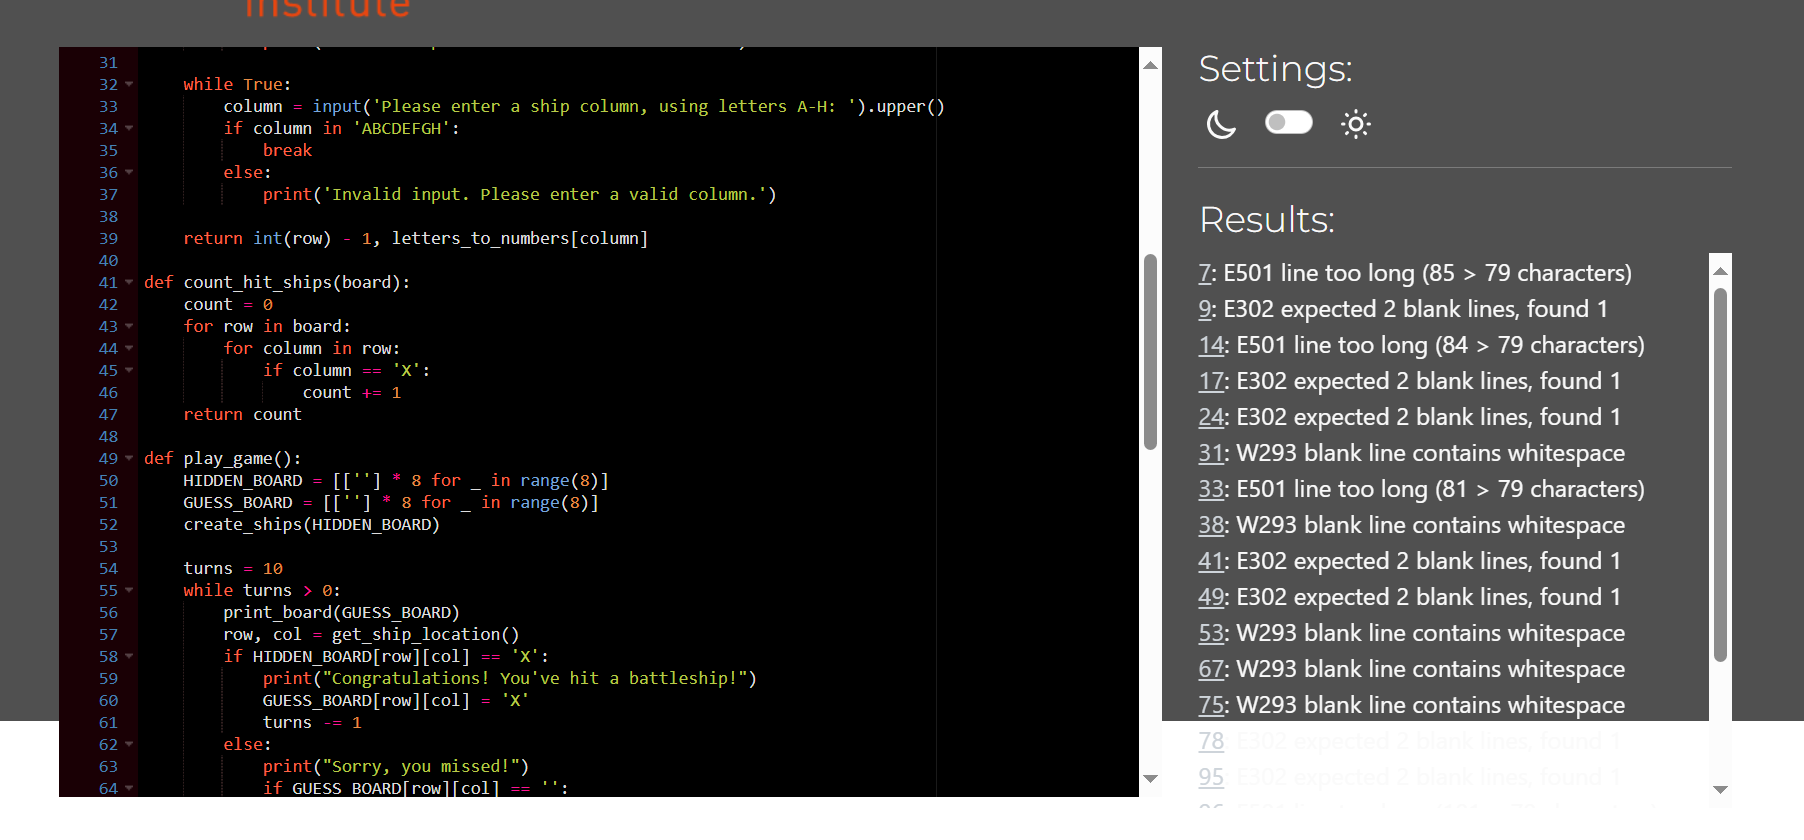 institute
31
32 while True:
33 column = input('Please enter a ship column, using letters A-H: ').upper()
34 if column in 'ABCDEFGH':
35 break
36 else:
37 print('Invalid input. Please enter a valid column.')
38
39 return int(row) - 1, letters_to_numbers[column]
40
41 def count_hit_ships(board):
42 count = 0
43 for row in board:
44 for column in row:
45 if column == 'X':
46 count += 1
47 return count
48
49 def play_game():
50 HIDDEN_BOARD = [[''] * 8 for _ in range(8)]
51 GUESS_BOARD = [[''] * 8 for _ in range(8)]
52 create_ships(HIDDEN_BOARD)
53
54 turns = 10
55 while turns > 0:
56 print_board(GUESS_BOARD)
57 row, col = get_ship_location()
58 if HIDDEN_BOARD[row][col] == 'X':
59 print("Congratulations! You've hit a battleship!")
60 GUESS_BOARD[row][col] = 'X'
61 turns -= 1
62 else:
63 print("Sorry, you missed!")
64 if GUESS_BOARD[row][col] == '':
Settings:
Results:
7: E501 line too long (85 > 79 characters)
9: E302 expected 2 blank lines, found 1
14: E501 line too long (84 > 79 characters)
17: E302 expected 2 blank lines, found 1
24: E302 expected 2 blank lines, found 1
31: W293 blank line contains whitespace
33: E501 line too long (81 > 79 characters)
38: W293 blank line contains whitespace
41: E302 expected 2 blank lines, found 1
49: E302 expected 2 blank lines, found 1
53: W293 blank line contains whitespace
67: W293 blank line contains whitespace
75: W293 blank line contains whitespace
78: E302 expected 2 blank lines, found 1
95: E302 expected 2 blank lines, found 1